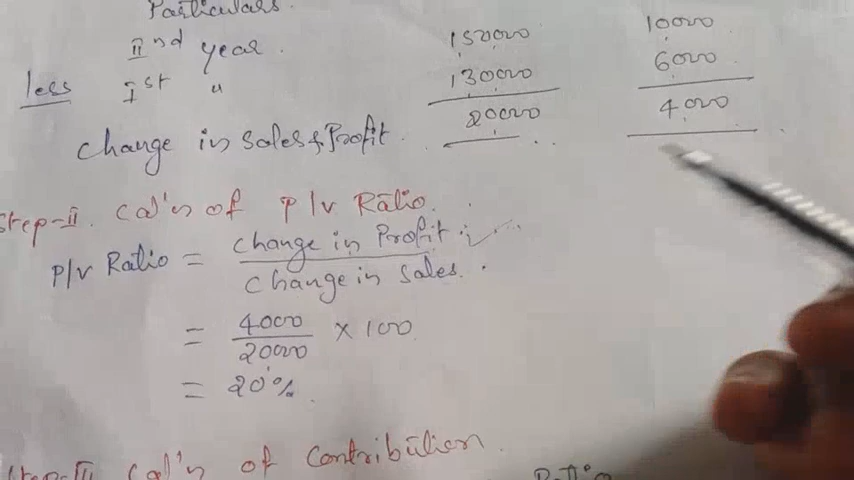 Particulars.
IInd year. 150000 10000
less Ist " 130000 6000
change in sales & Profit. 20000 4000
Step-II. Cal'n of P/v Ratio.
P/v Ratio = change in Profit
change in sales.
= 4000 / 20000 × 100
= 20%.
Cal'n of Contribution
Ratio